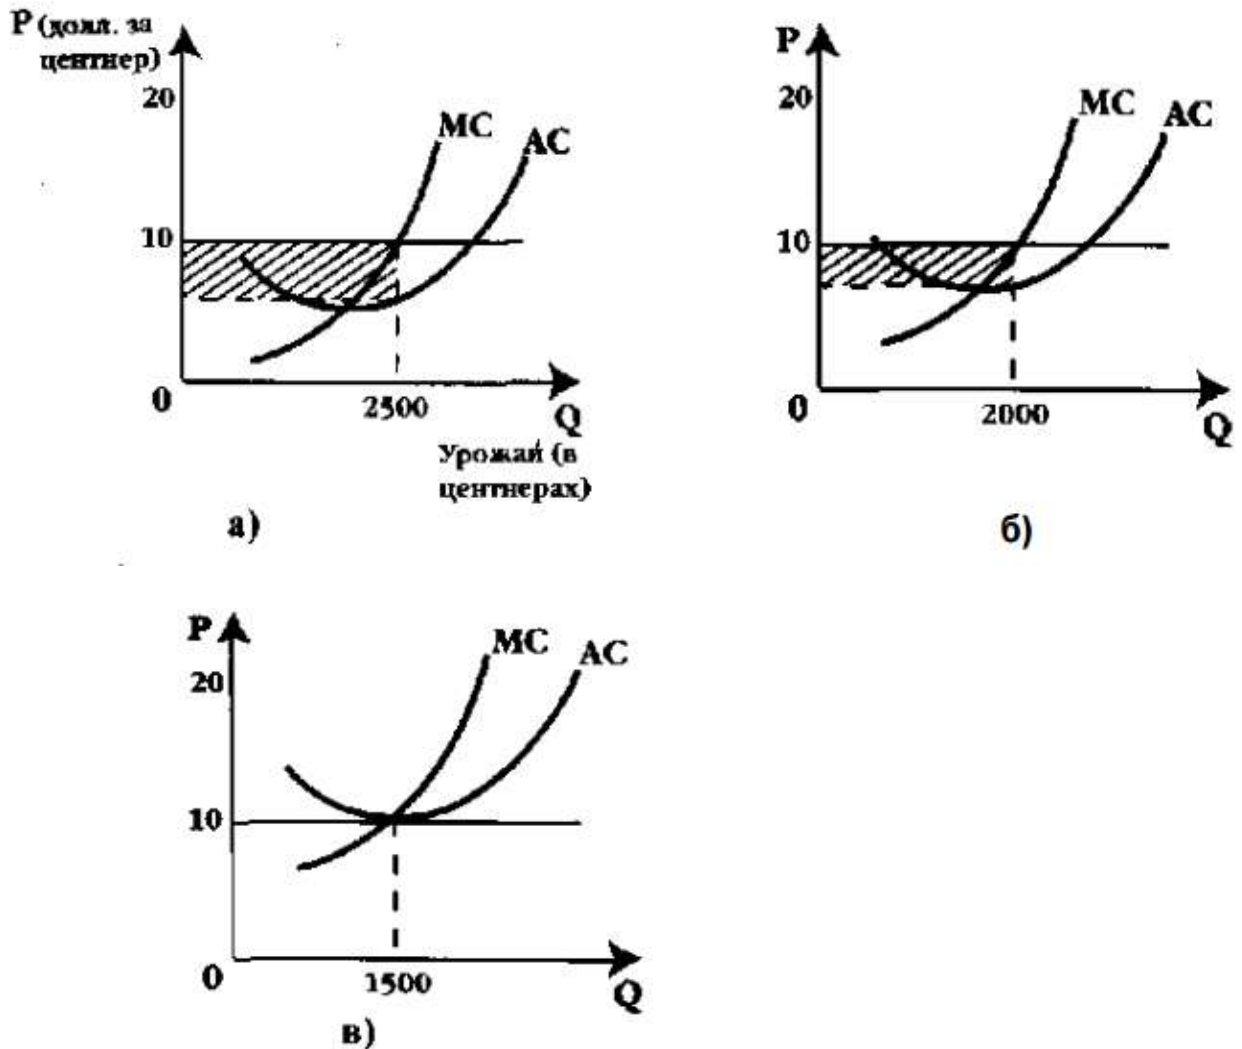 P (долл. за
центнер)
20
MC
AC
10
0
2500
Q
Урожай (в
центнерах)
а)
P
20
MC
AC
10
0
2000
Q
б)
P
20
MC
AC
10
0
1500
Q
в)